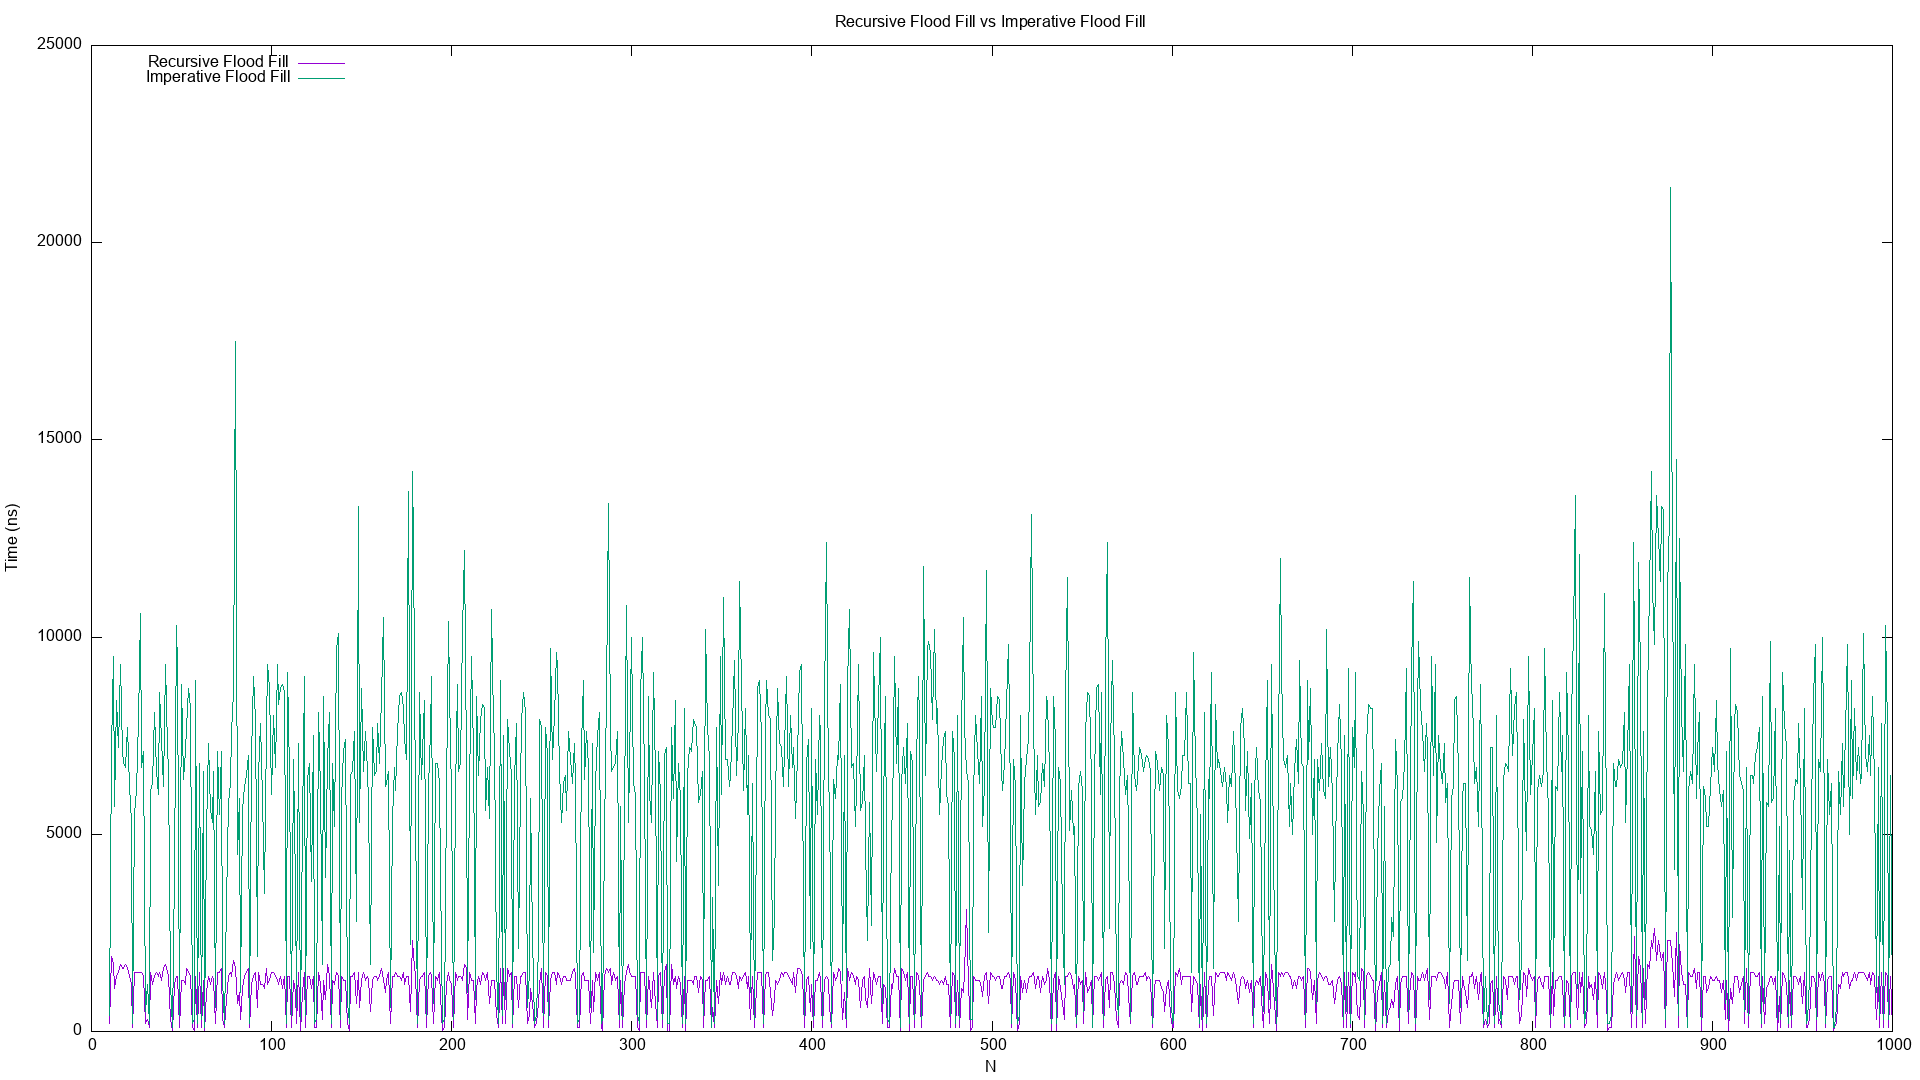 Recursive Flood Fill vs Imperative Flood Fill
25000
Recursive Flood Fill
Imperative Flood Fill
20000
15000
Time (ns)
10000
5000
0
0 100 200 300 400 500 600 700 800 900 1000
N